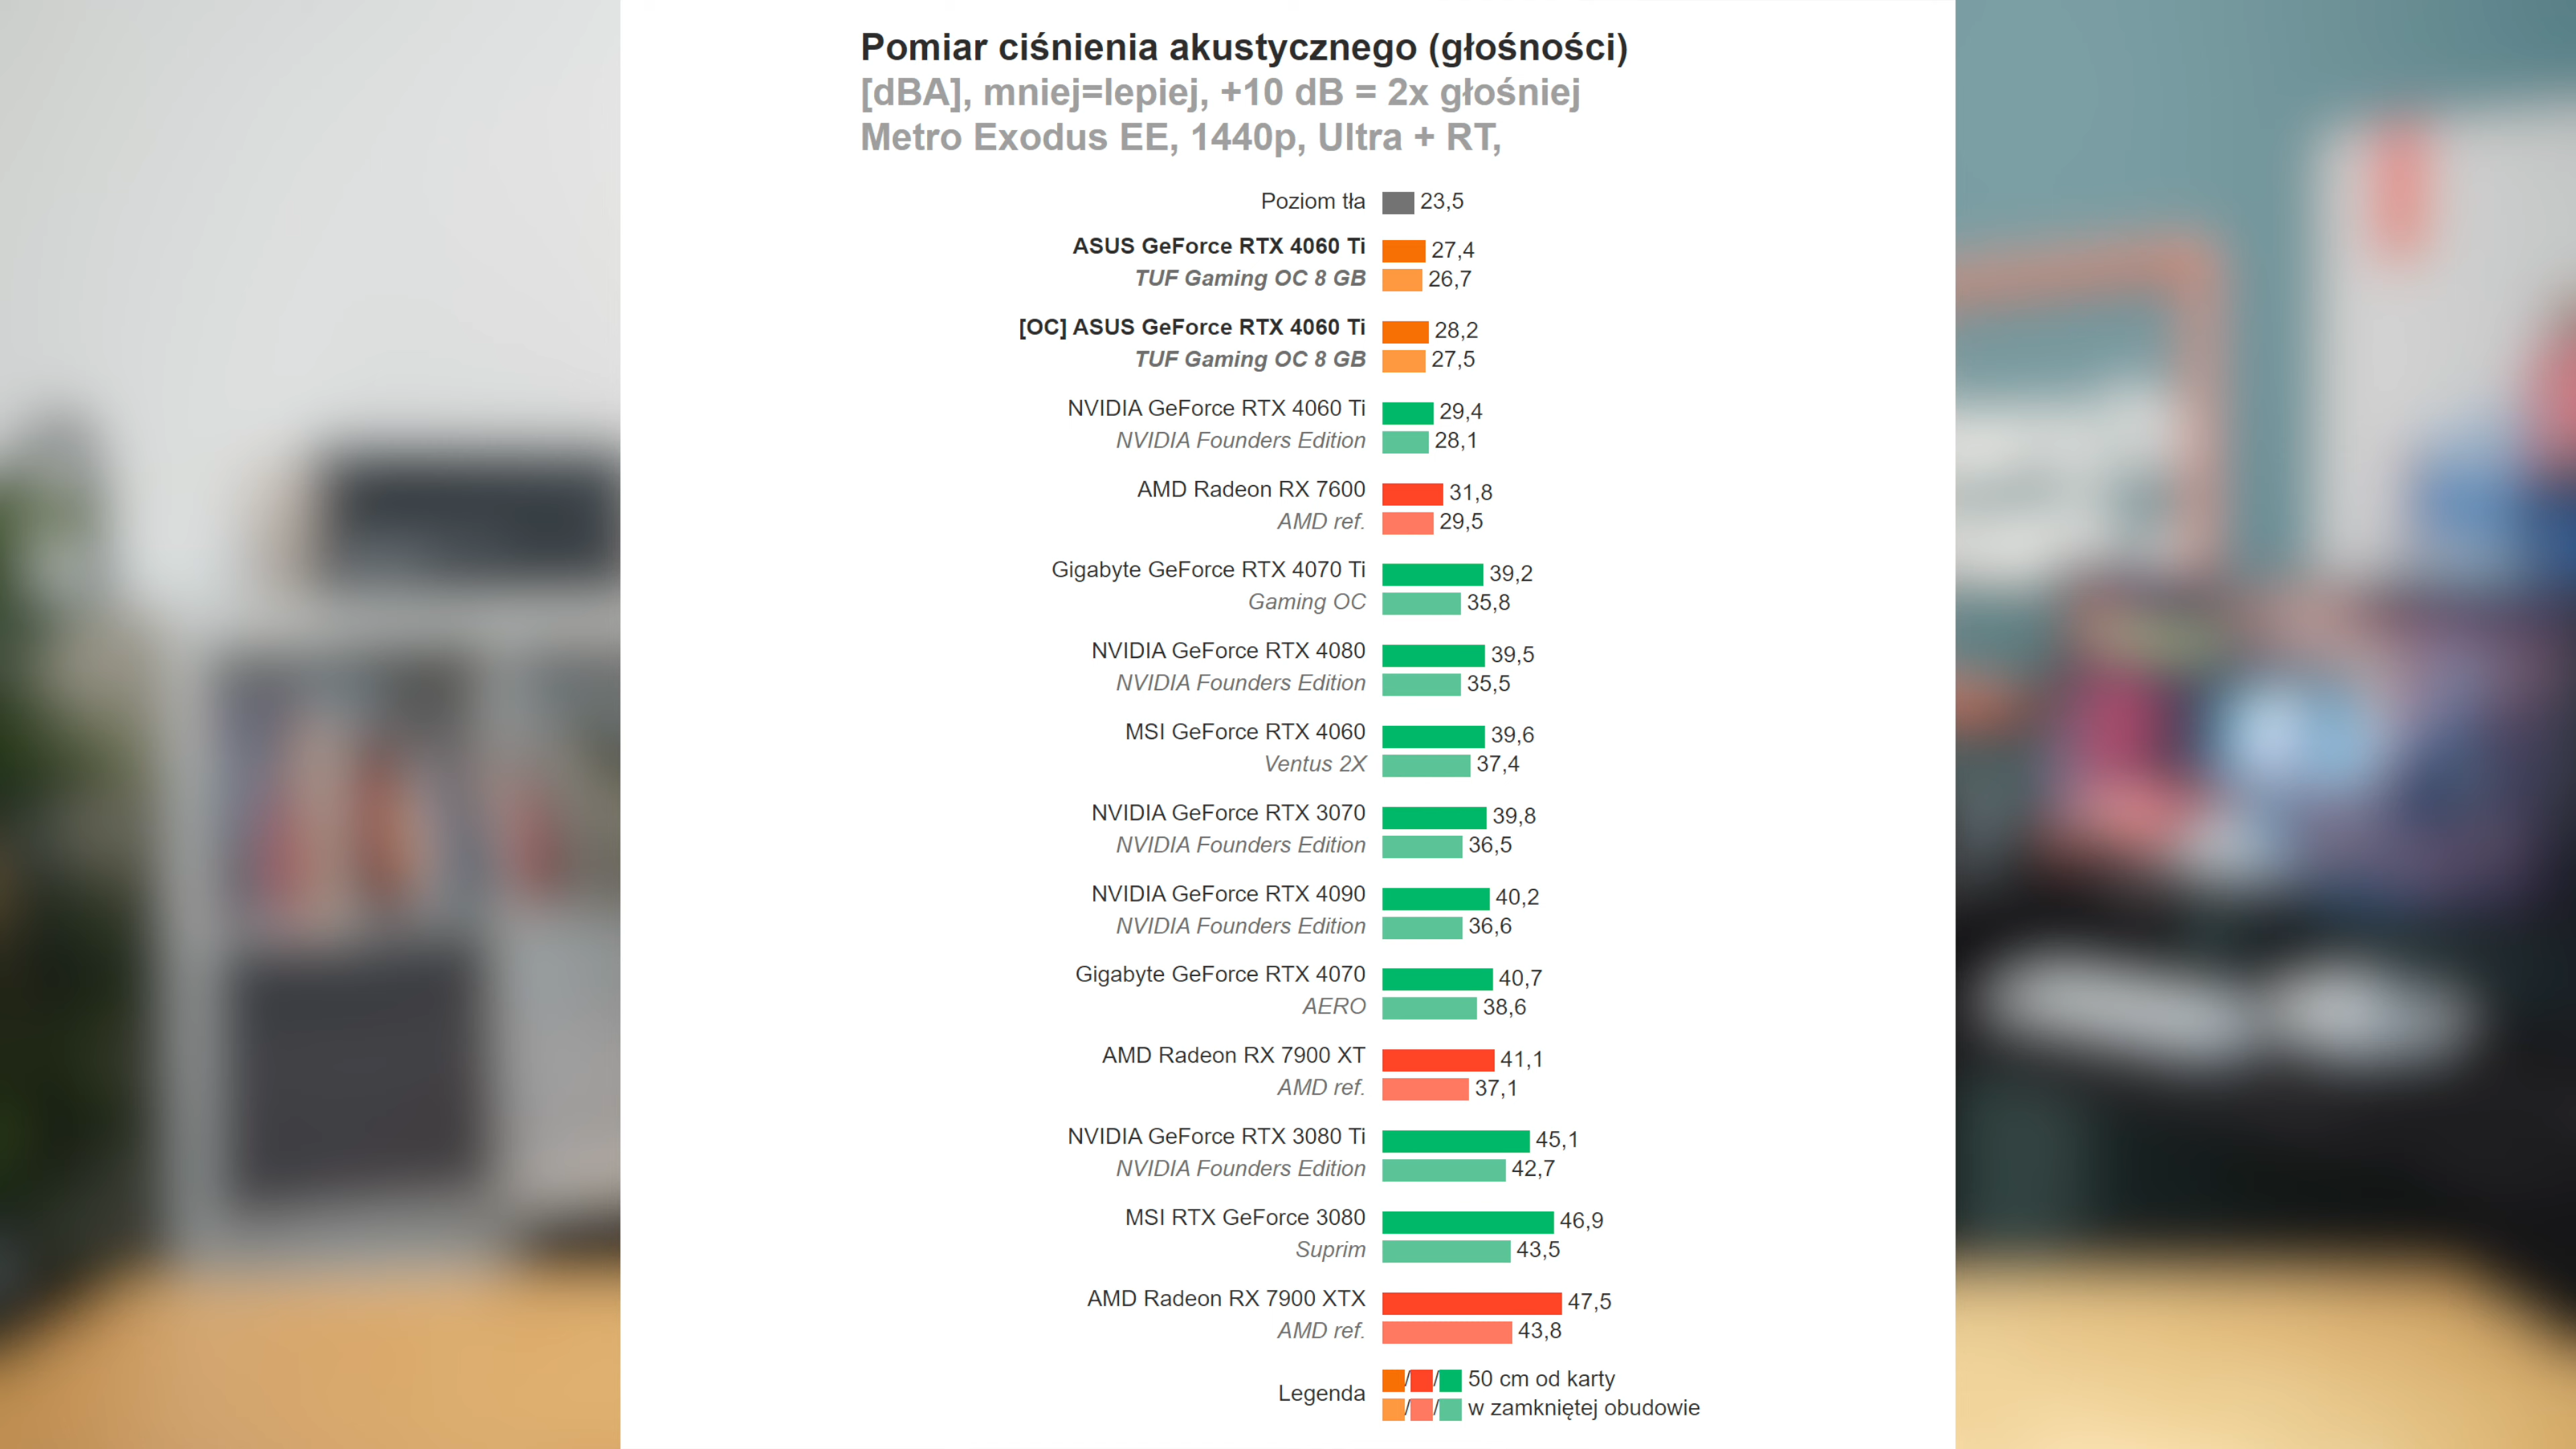 Pomiar ciśnienia akustycznego (głośności)
[dBA], mniej=lepiej, +10 dB = 2x głośniej
Metro Exodus EE, 1440p, Ultra + RT,
Poziom tła 23,5
ASUS GeForce RTX 4060 Ti 27,4
TUF Gaming OC 8 GB 26,7
[OC] ASUS GeForce RTX 4060 Ti 28,2
TUF Gaming OC 8 GB 27,5
NVIDIA GeForce RTX 4060 Ti 29,4
NVIDIA Founders Edition 28,1
AMD Radeon RX 7600 31,8
AMD ref. 29,5
Gigabyte GeForce RTX 4070 Ti 39,2
Gaming OC 35,8
NVIDIA GeForce RTX 4080 39,5
NVIDIA Founders Edition 35,5
MSI GeForce RTX 4060 39,6
Ventus 2X 37,4
NVIDIA GeForce RTX 3070 39,8
NVIDIA Founders Edition 36,5
NVIDIA GeForce RTX 4090 40,2
NVIDIA Founders Edition 36,6
Gigabyte GeForce RTX 4070 40,7
AERO 38,6
AMD Radeon RX 7900 XT 41,1
AMD ref. 37,1
NVIDIA GeForce RTX 3080 Ti 45,1
NVIDIA Founders Edition 42,7
MSI RTX GeForce 3080 46,9
Suprim 43,5
AMD Radeon RX 7900 XTX 47,5
AMD ref. 43,8
Legenda
/ / 50 cm od karty
/ / w zamkniętej obudowie